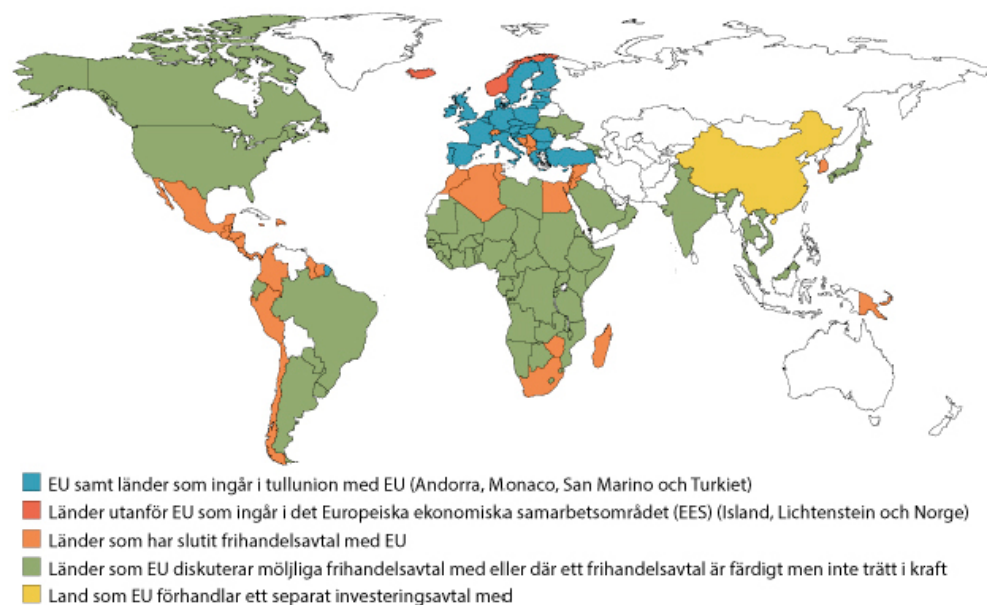 EU samt länder som ingår i tullunion med EU (Andorra, Monaco, San Marino och Turkiet)
Länder utanför EU som ingår i det Europeiska ekonomiska samarbetsområdet (EES) (Island, Lichtenstein och Norge)
Länder som har slutit frihandelsavtal med EU
Länder som EU diskuterar möljliga frihandelsavtal med eller där ett frihandelsavtal är färdigt men inte trätt i kraft
Land som EU förhandlar ett separat investeringsavtal med